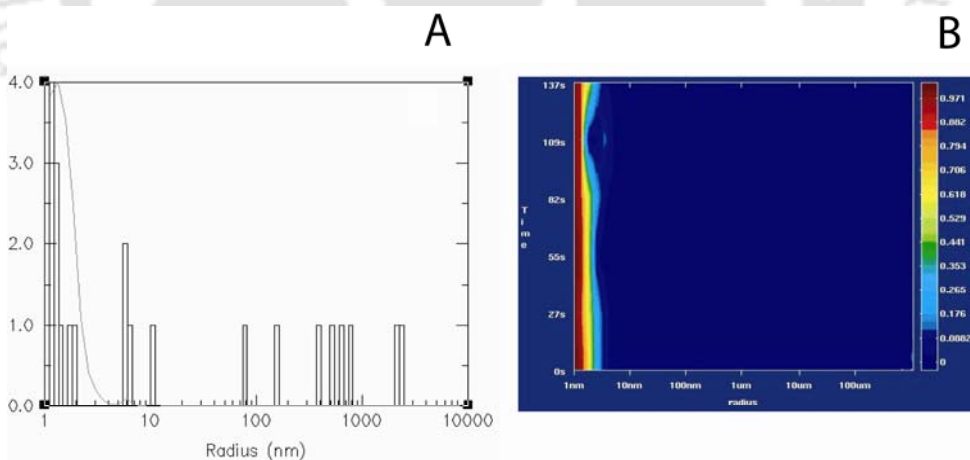 A
B
4.0
3.0
2.0
1.0
0.0
1
10
100
1000
10000
Radius (nm)
137s
109s
82s
55s
27s
0s
Time
1nm
10nm
100nm
1um
10um
100um
radius
0.971
0.882
0.794
0.706
0.618
0.529
0.441
0.353
0.265
0.176
0.0882
0